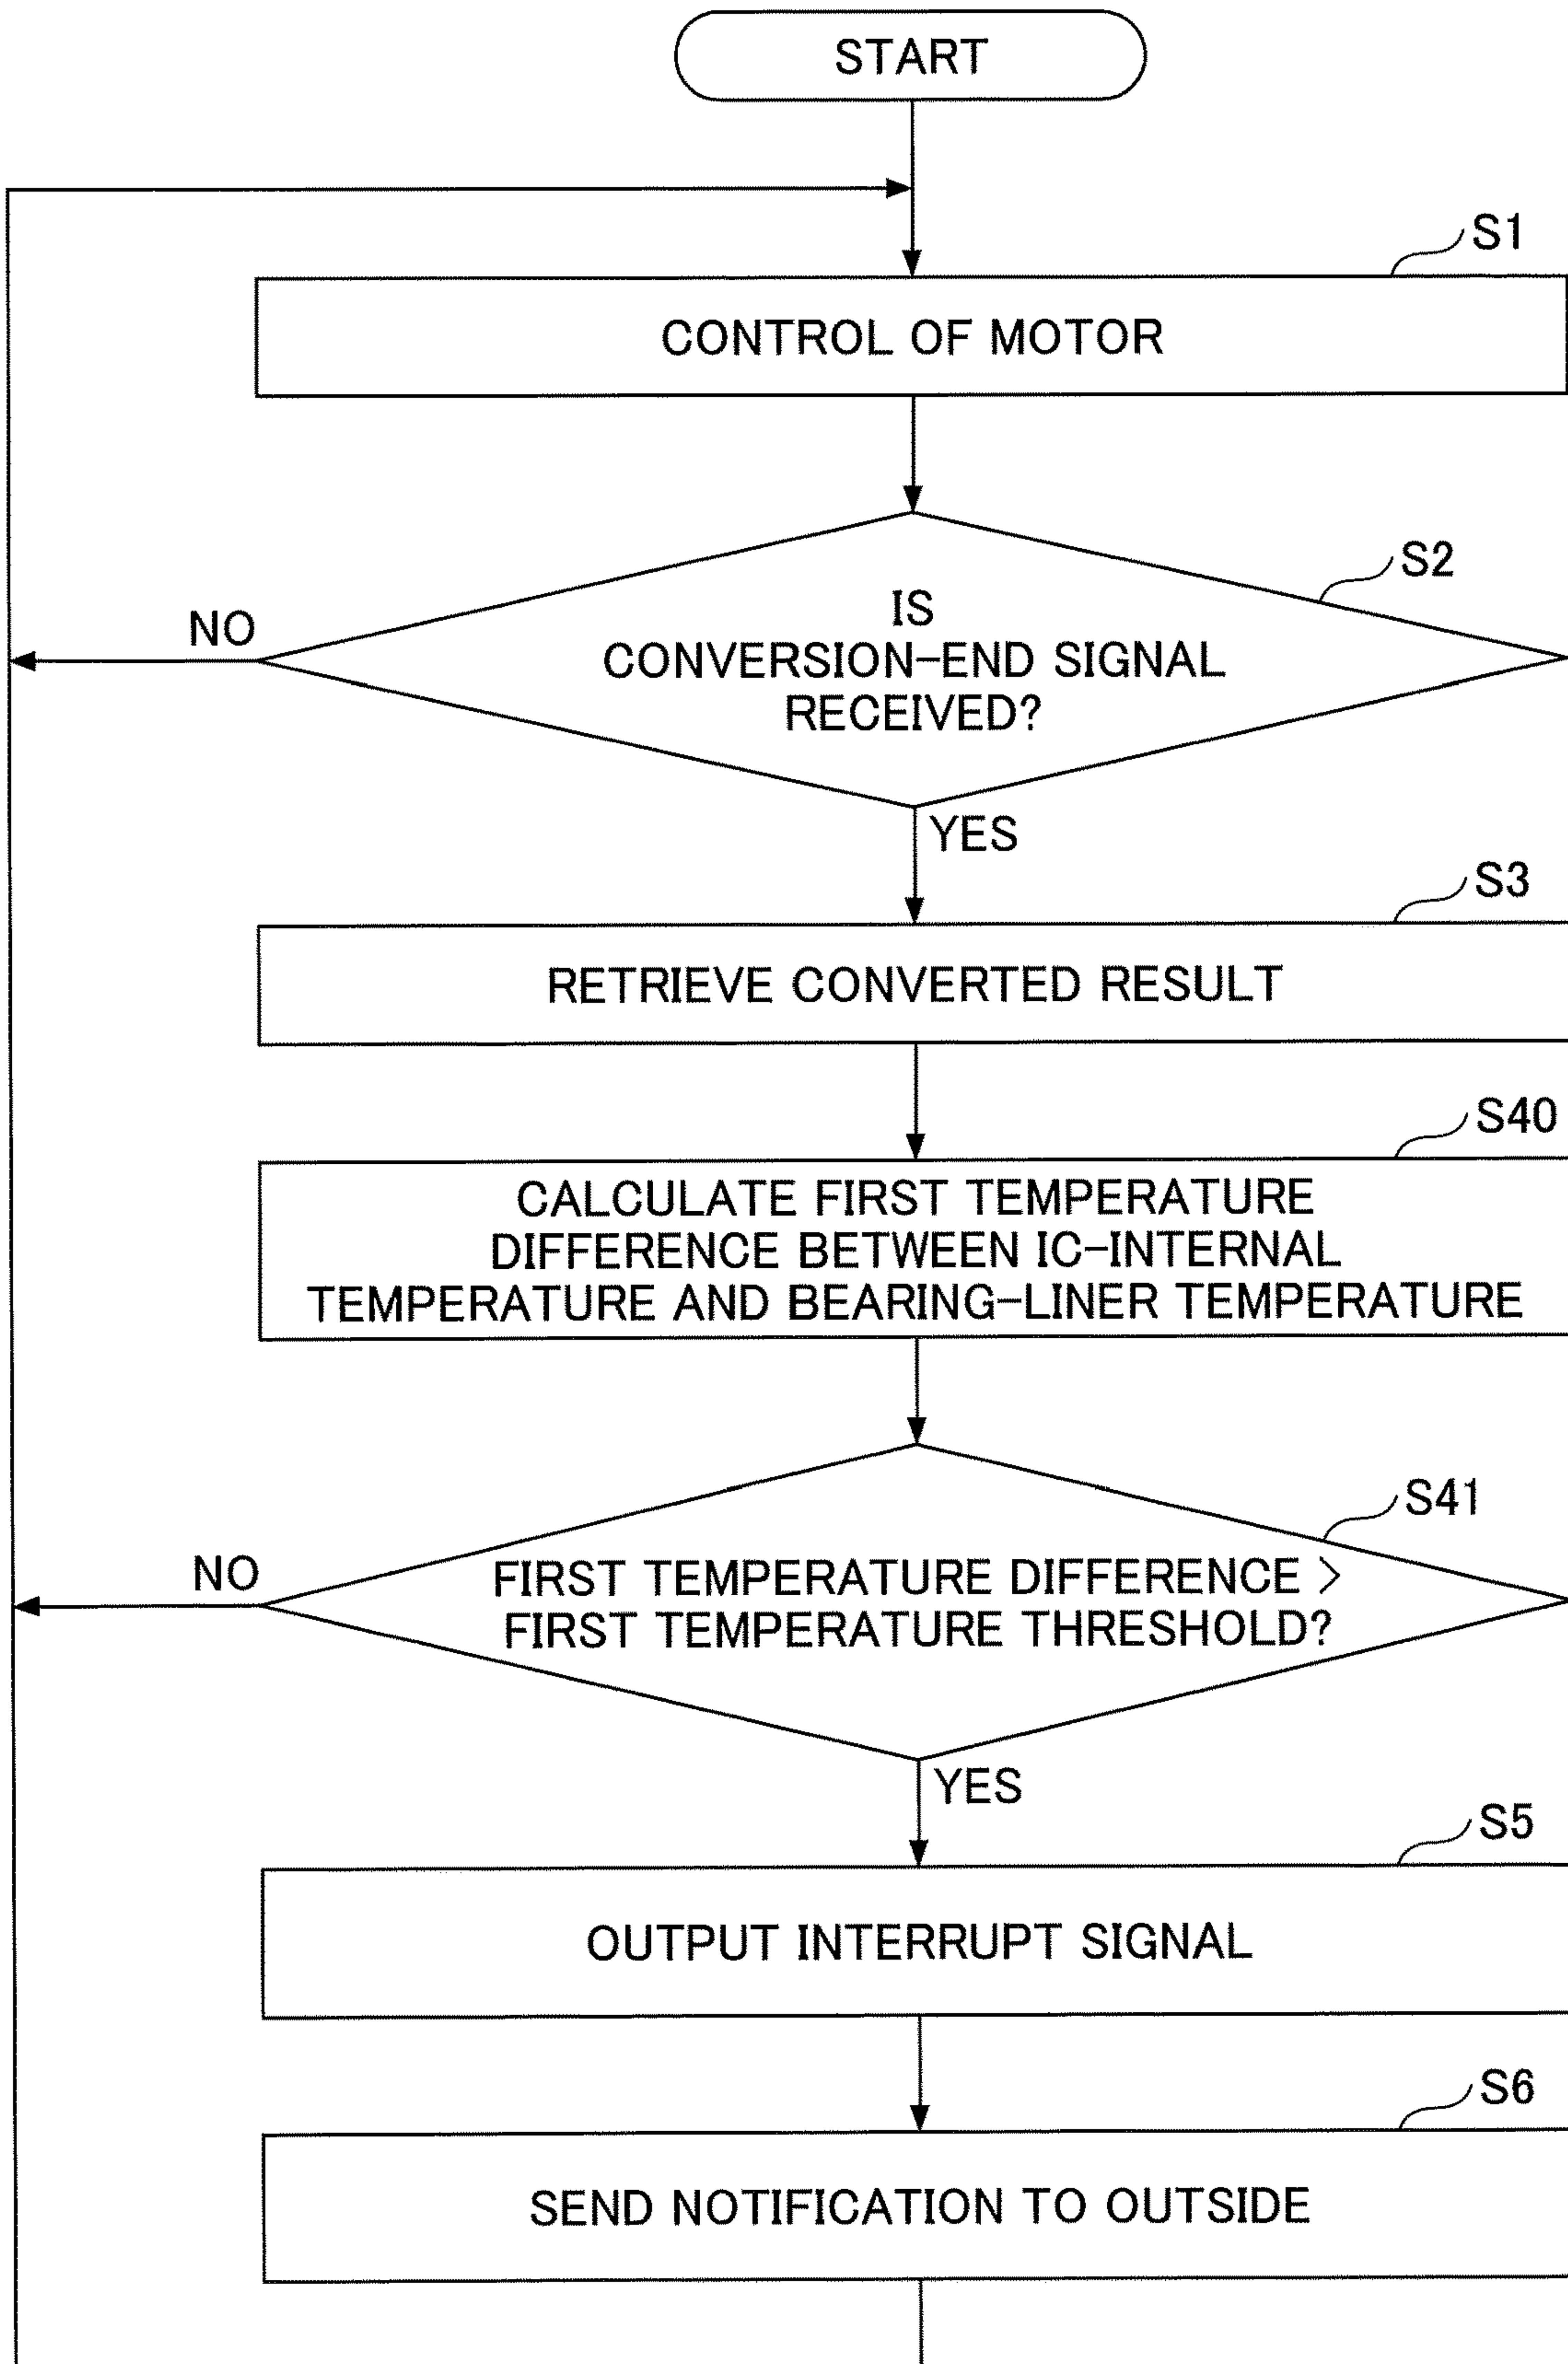 START
S1
CONTROL OF MOTOR
S2
IS
CONVERSION-END SIGNAL
RECEIVED?
NO
YES
S3
RETRIEVE CONVERTED RESULT
S40
CALCULATE FIRST TEMPERATURE
DIFFERENCE BETWEEN IC-INTERNAL
TEMPERATURE AND BEARING-LINER TEMPERATURE
S41
FIRST TEMPERATURE DIFFERENCE >
FIRST TEMPERATURE THRESHOLD?
NO
YES
S5
OUTPUT INTERRUPT SIGNAL
S6
SEND NOTIFICATION TO OUTSIDE